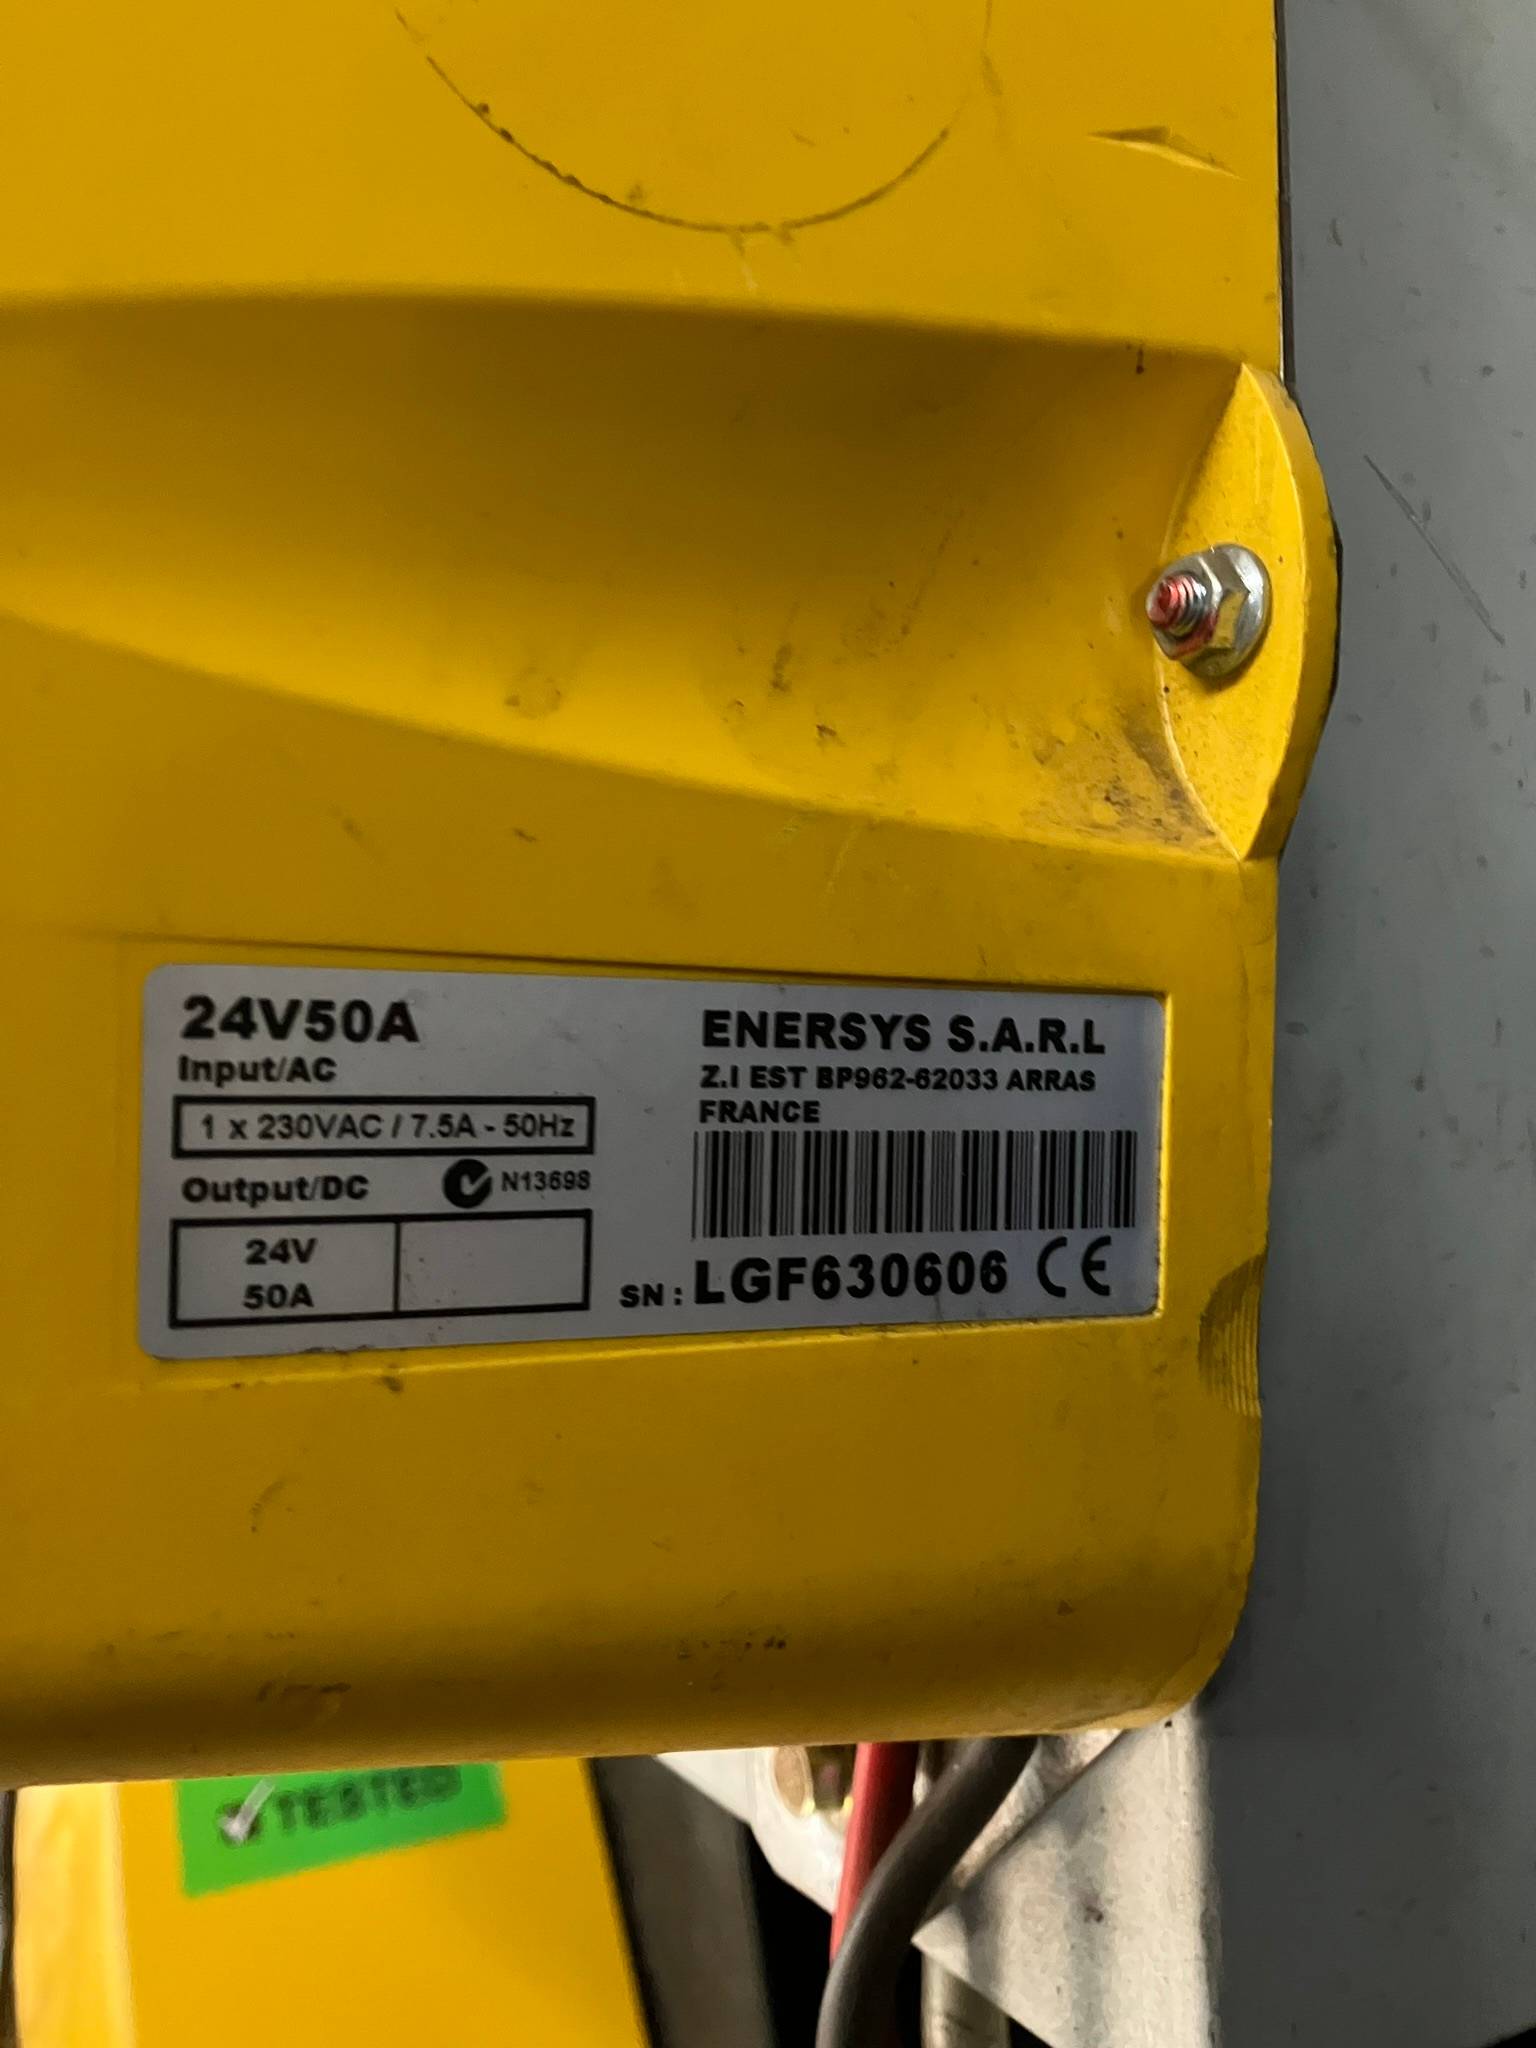 24V50A
Input/AC
1 x 230VAC / 7.5A - 50Hz
Output/DC
N13698
24V
50A
ENERSYS S.A.R.L
Z.I EST BP962-62033 ARRAS
FRANCE
SN : LGF630606 CE
TESTED